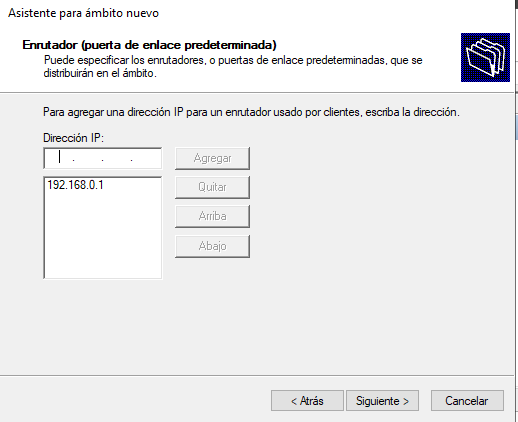 Asistente para ámbito nuevo
Enrutador (puerta de enlace predeterminada)
Puede especificar los enrutadores, o puertas de enlace predeterminadas, que se
distribuirán en el ámbito.
Para agregar una dirección IP para un enrutador usado por clientes, escriba la dirección.
Dirección IP:
. . .
Agregar
192.168.0.1
Quitar
Arriba
Abajo
< Atrás
Siguiente >
Cancelar